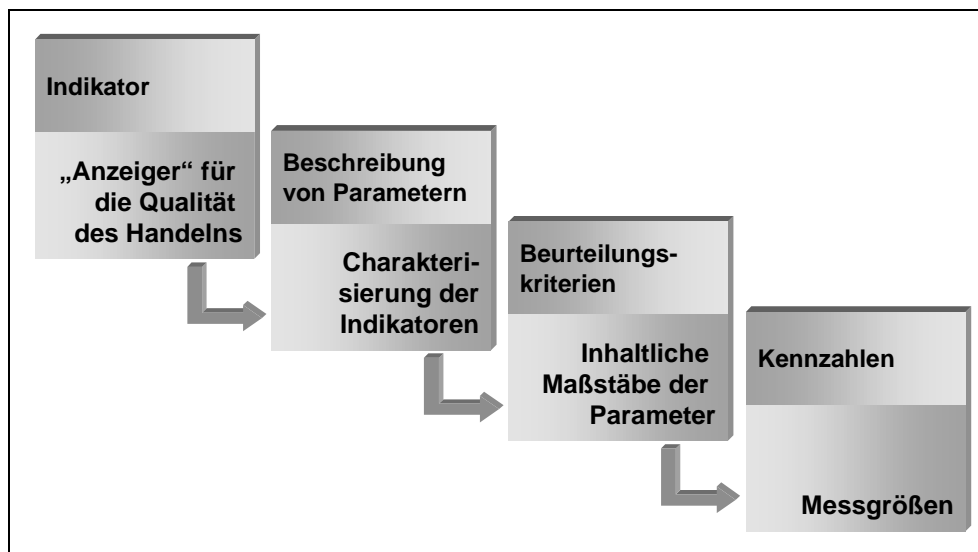 Indikator
„Anzeiger“ für
die Qualität
des Handelns
Beschreibung
von Parametern
Charakteri-
sierung der
Indikatoren
Beurteilungs-
kriterien
Inhaltliche
Maßstäbe der
Parameter
Kennzahlen
Messgrößen